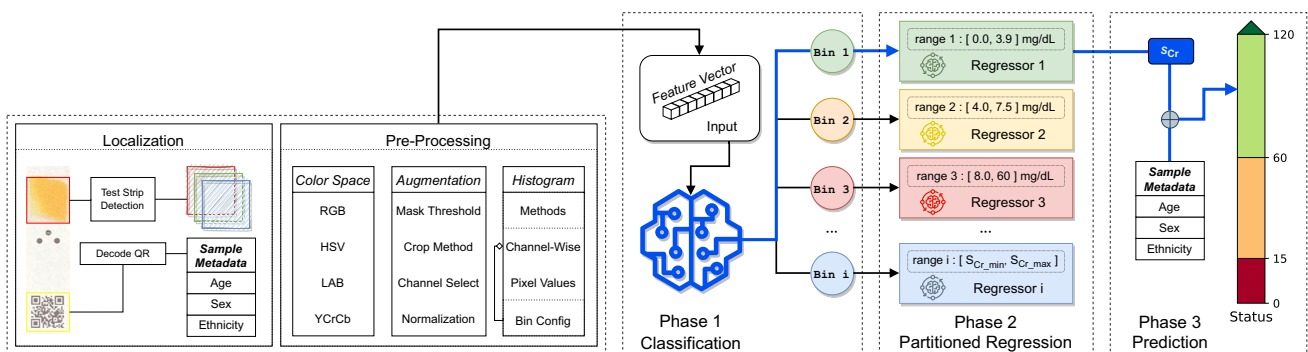 Localization
Test Strip
Detection
Decode QR
Sample
Metadata
Age
Sex
Ethnicity
Pre-Processing
Color Space
RGB
HSV
LAB
YCrCb
Augmentation
Mask Threshold
Crop Method
Channel Select
Normalization
Histogram
Methods
Channel-Wise
Pixel Values
Bin Config
Feature Vector
Input
Phase 1
Classification
Bin 1
Bin 2
Bin 3
...
Bin i
range 1 : [ 0.0, 3.9 ] mg/dL
Regressor 1
range 2 : [ 4.0, 7.5 ] mg/dL
Regressor 2
range 3 : [ 8.0, 60 ] mg/dL
Regressor 3
...
range i : [ SCr_min, SCr_max ]
Regressor i
Phase 2
Partitioned Regression
SCr
Sample
Metadata
Age
Sex
Ethnicity
Phase 3
Prediction
120
60
15
0
Status